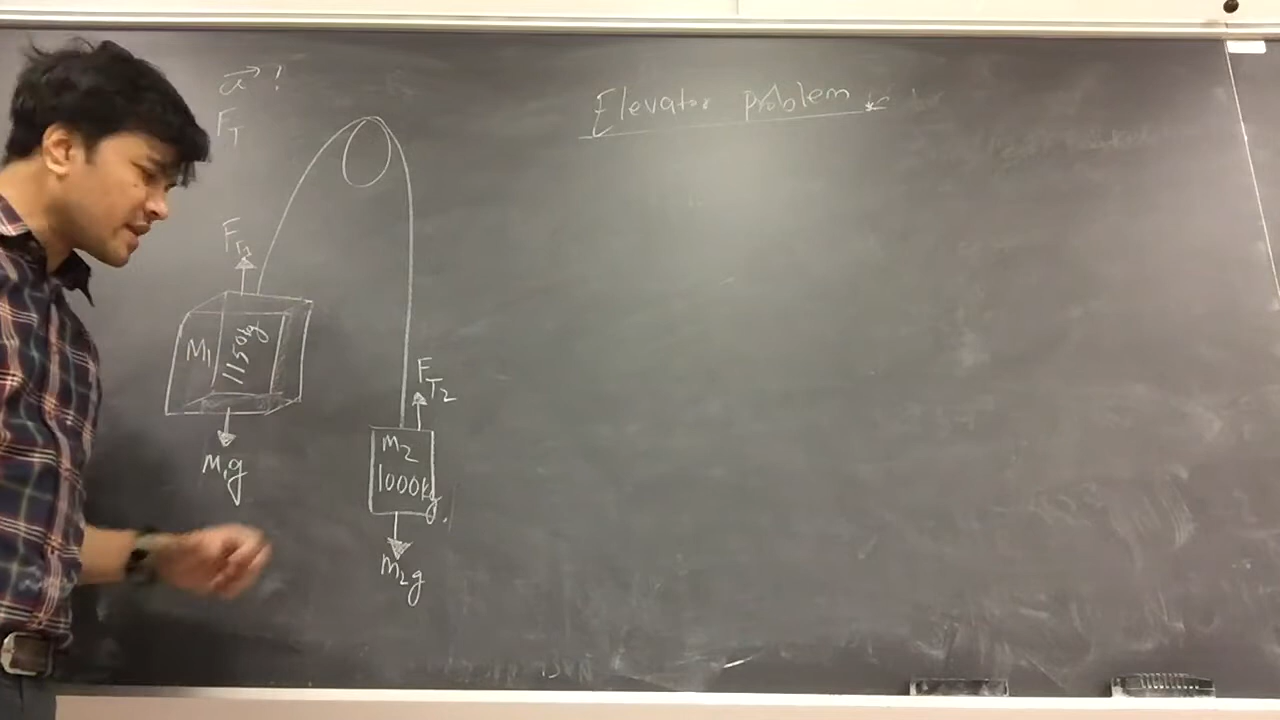 Elevator problem
a ?
F_T
F_T1
M1
1150kg
M1g
F_T2
m2
1000kg.
m2g